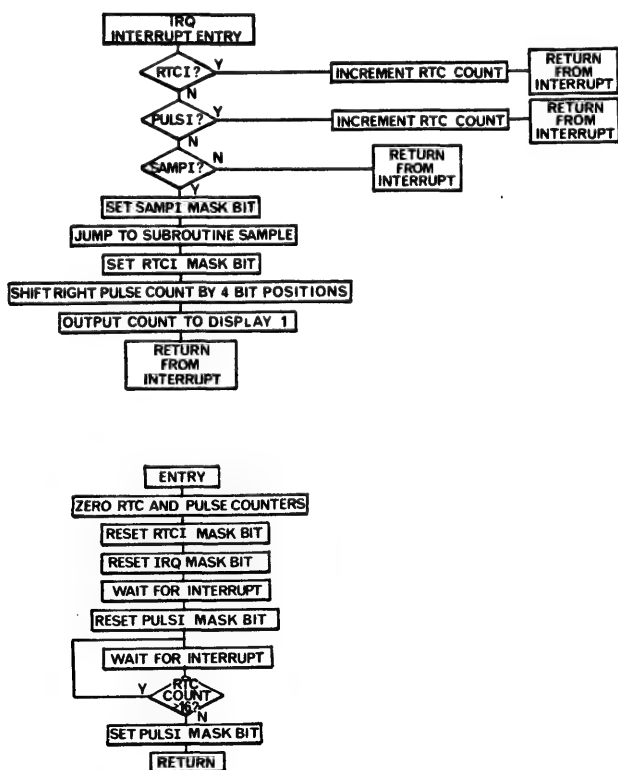 IRQ
INTERRUPT ENTRY
RTCI?
Y
INCREMENT RTC COUNT
RETURN
FROM
INTERRUPT
N
PULSI?
Y
INCREMENT RTC COUNT
RETURN
FROM
INTERRUPT
N
SAMPI?
N
RETURN
FROM
INTERRUPT
Y
SET SAMPI MASK BIT
JUMP TO SUBROUTINE SAMPLE
SET RTCI MASK BIT
SHIFT RIGHT PULSE COUNT BY 4 BIT POSITIONS
OUTPUT COUNT TO DISPLAY 1
RETURN
FROM
INTERRUPT
ENTRY
ZERO RTC AND PULSE COUNTERS
RESET RTCI MASK BIT
RESET IRQ MASK BIT
WAIT FOR INTERRUPT
RESET PULSI MASK BIT
WAIT FOR INTERRUPT
Y
RTC
COUNT
>16?
N
SET PULSI MASK BIT
RETURN